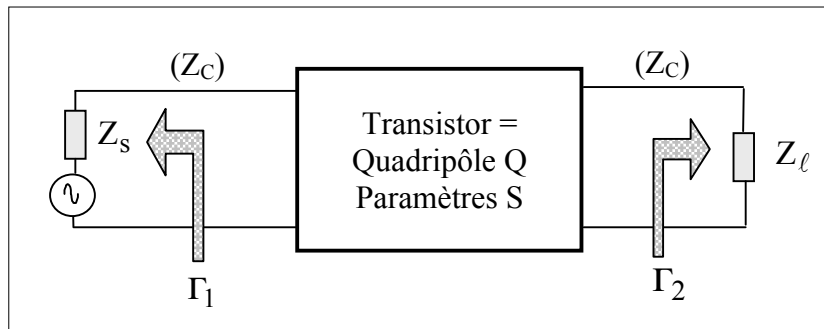 (Z_C)
(Z_C)
Z_s
Transistor =
Quadripôle Q
Paramètres S
Z_ℓ
Γ_1
Γ_2